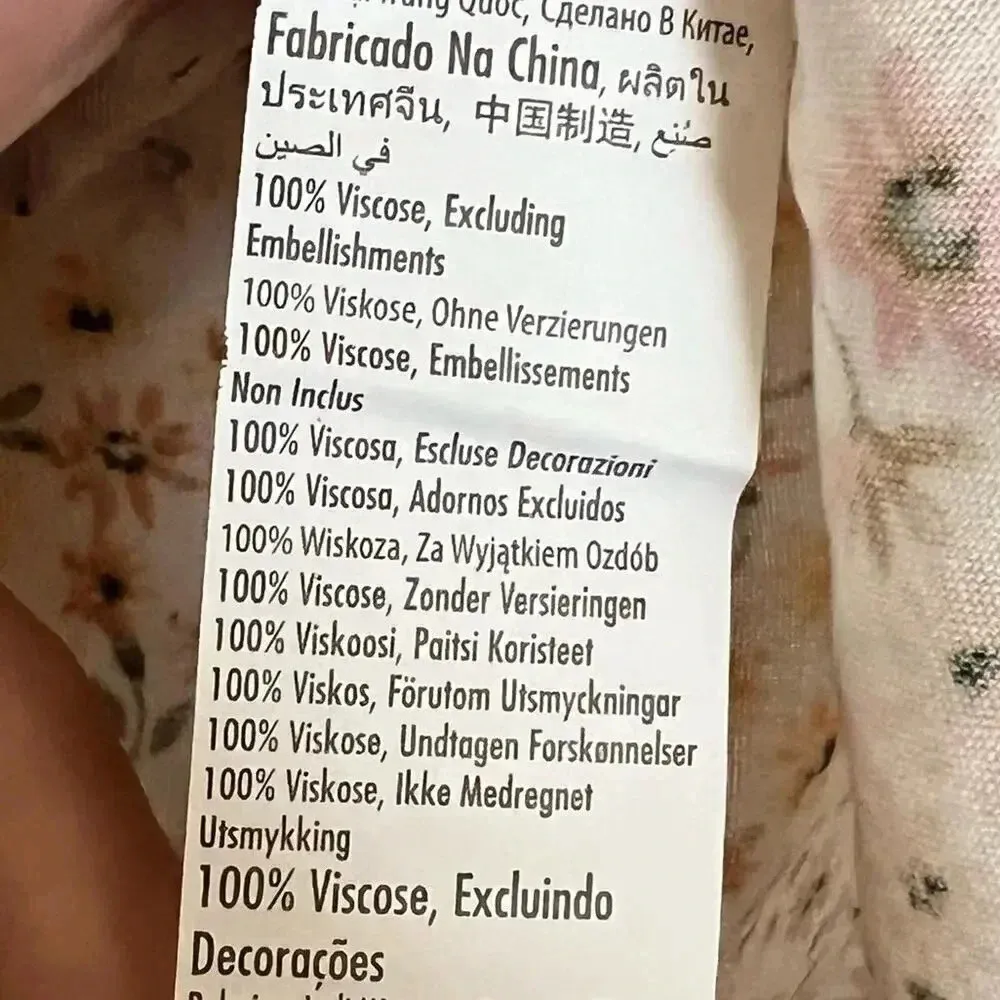 Quốc, Сделано В Китае,
Fabricado Na China, ผลิตใน
ประเทศจีน, 中国制造, صُنِع
في الصين
100% Viscose, Excluding
Embellishments
100% Viskose, Ohne Verzierungen
100% Viscose, Embellissements
Non Inclus
100% Viscosa, Escluse Decorazioni
100% Viscosa, Adornos Excluidos
100% Wiskoza, Za Wyjątkiem Ozdób
100% Viscose, Zonder Versieringen
100% Viskoosi, Paitsi Koristeet
100% Viskos, Förutom Utsmyckningar
100% Viskose, Undtagen Forskønnelser
100% Viskose, Ikke Medregnet
Utsmykking
100% Viscose, Excluindo
Decorações